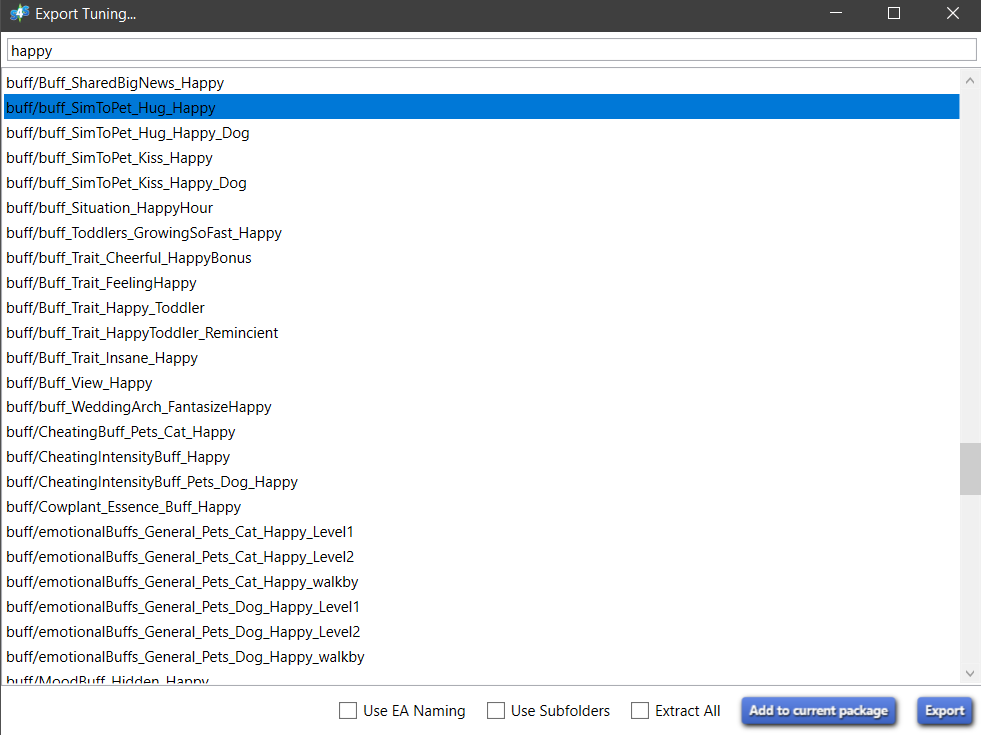 Export Tuning...
happy
buff/Buff_SharedBigNews_Happy
buff/buff_SimToPet_Hug_Happy
buff/buff_SimToPet_Hug_Happy_Dog
buff/buff_SimToPet_Kiss_Happy
buff/buff_SimToPet_Kiss_Happy_Dog
buff/buff_Situation_HappyHour
buff/buff_Toddlers_GrowingSoFast_Happy
buff/buff_Trait_Cheerful_HappyBonus
buff/Buff_Trait_FeelingHappy
buff/Buff_Trait_Happy_Toddler
buff/buff_Trait_HappyToddler_Remincient
buff/Buff_Trait_Insane_Happy
buff/Buff_View_Happy
buff/buff_WeddingArch_FantasizeHappy
buff/CheatingBuff_Pets_Cat_Happy
buff/CheatingIntensityBuff_Happy
buff/CheatingIntensityBuff_Pets_Dog_Happy
buff/Cowplant_Essence_Buff_Happy
buff/emotionalBuffs_General_Pets_Cat_Happy_Level1
buff/emotionalBuffs_General_Pets_Cat_Happy_Level2
buff/emotionalBuffs_General_Pets_Cat_Happy_walkby
buff/emotionalBuffs_General_Pets_Dog_Happy_Level1
buff/emotionalBuffs_General_Pets_Dog_Happy_Level2
buff/emotionalBuffs_General_Pets_Dog_Happy_walkby
buff/MoodBuff_Hidden_Happy
Use EA Naming Use Subfolders Extract All Add to current package Export